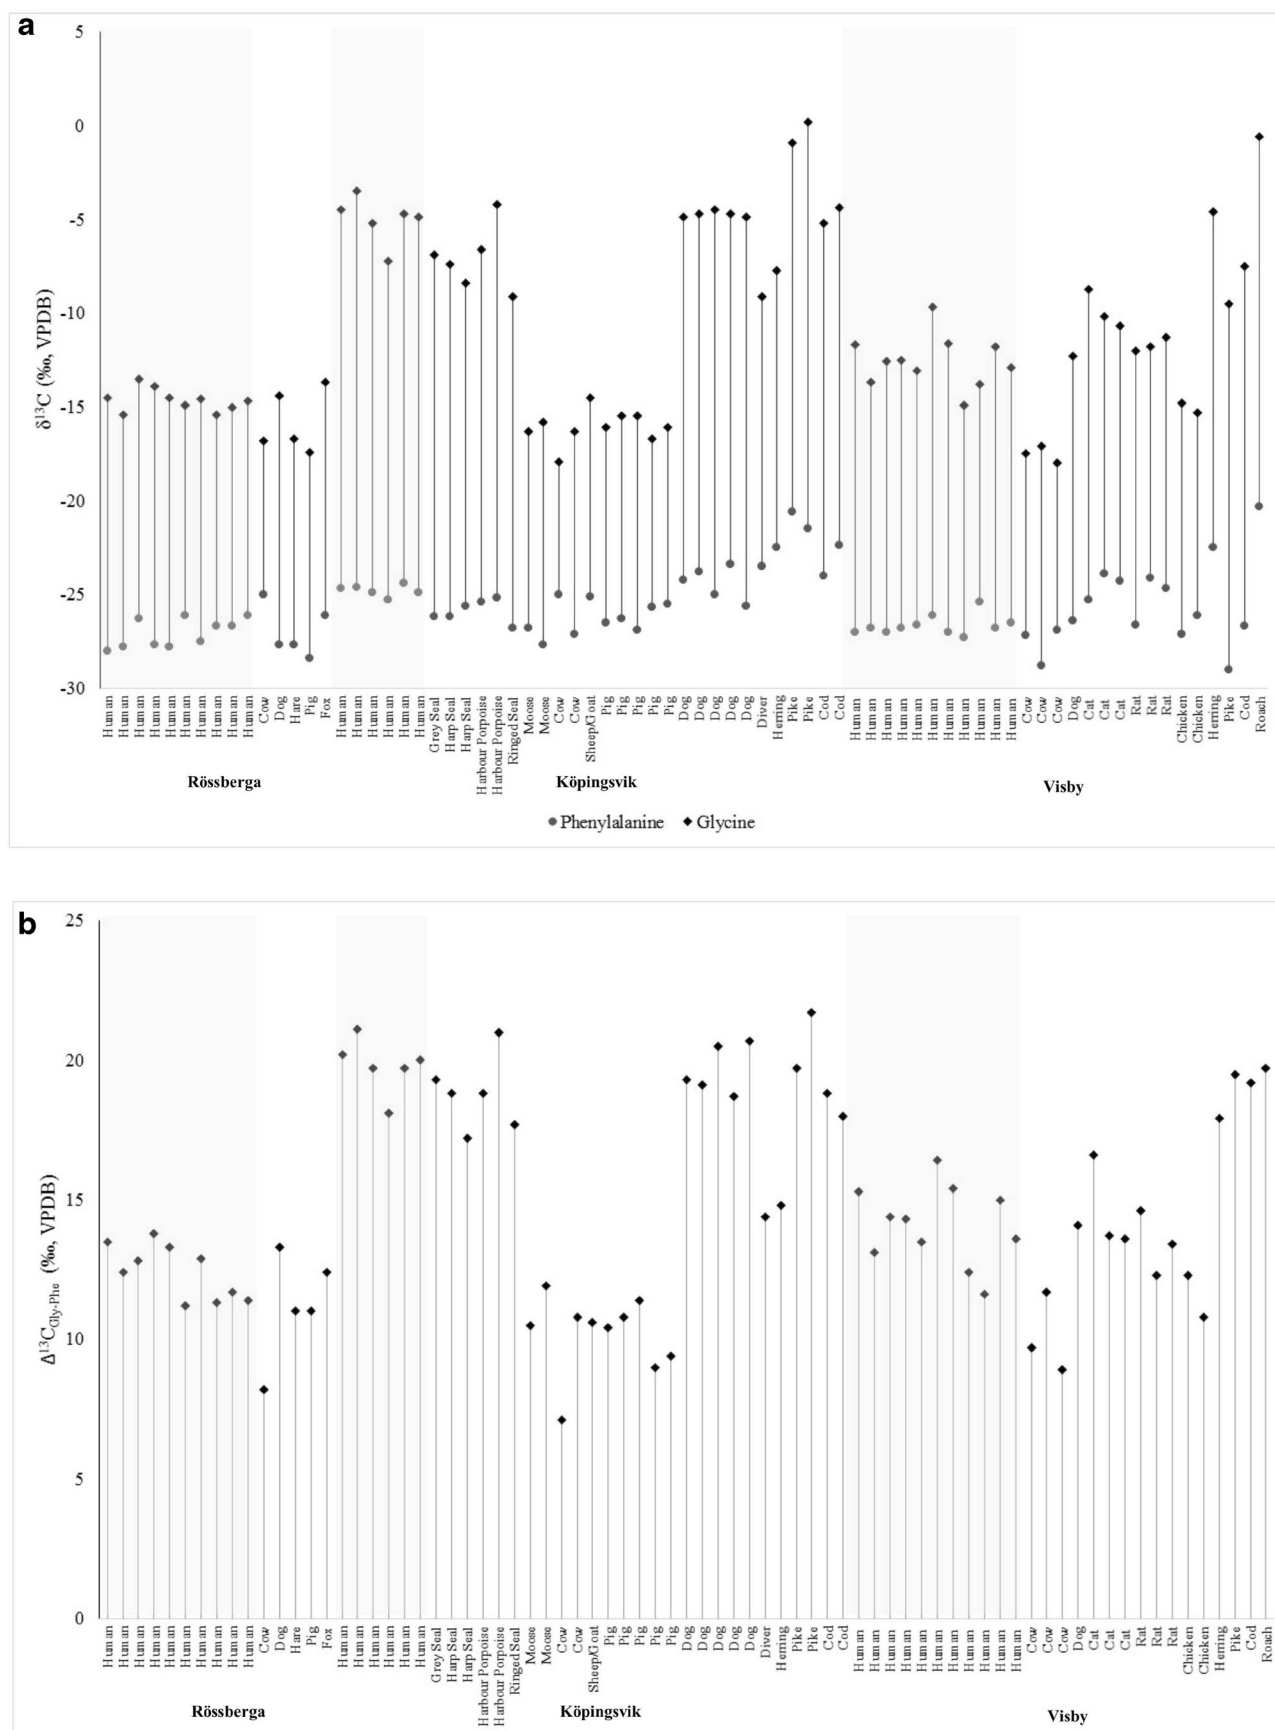 a
5
0
-5
-10
-15
-20
-25
-30
δ¹³C (‰, VPDB)
Human
Human
Human
Human
Human
Human
Human
Human
Human
Human
Cow
Dog
Hare
Pig
Fox
Human
Human
Human
Human
Human
Human
Grey Seal
Harp Seal
Harp Seal
Harbour Porpoise
Harbour Porpoise
Ringed Seal
Moose
Moose
Cow
Cow
Sheep/Goat
Pig
Pig
Pig
Pig
Pig
Dog
Dog
Dog
Dog
Dog
Diver
Herring
Pike
Pike
Cod
Cod
Human
Human
Human
Human
Human
Human
Human
Human
Human
Human
Human
Cow
Cow
Cow
Dog
Cat
Cat
Cat
Rat
Rat
Rat
Chicken
Chicken
Herring
Pike
Cod
Roach
Rössberga
Köpingsvik
Visby
Phenylalanine
Glycine
b
25
20
15
10
5
0
Δ¹³C Gly-Phe (‰, VPDB)
Human
Human
Human
Human
Human
Human
Human
Human
Human
Human
Cow
Dog
Hare
Pig
Fox
Human
Human
Human
Human
Human
Human
Grey Seal
Harp Seal
Harp Seal
Harbour Porpoise
Harbour Porpoise
Ringed Seal
Moose
Moose
Cow
Cow
Sheep/Goat
Pig
Pig
Pig
Pig
Pig
Dog
Dog
Dog
Dog
Dog
Diver
Herring
Pike
Pike
Cod
Cod
Human
Human
Human
Human
Human
Human
Human
Human
Human
Human
Human
Cow
Cow
Cow
Dog
Cat
Cat
Cat
Rat
Rat
Rat
Chicken
Chicken
Herring
Pike
Cod
Roach
Rössberga
Köpingsvik
Visby